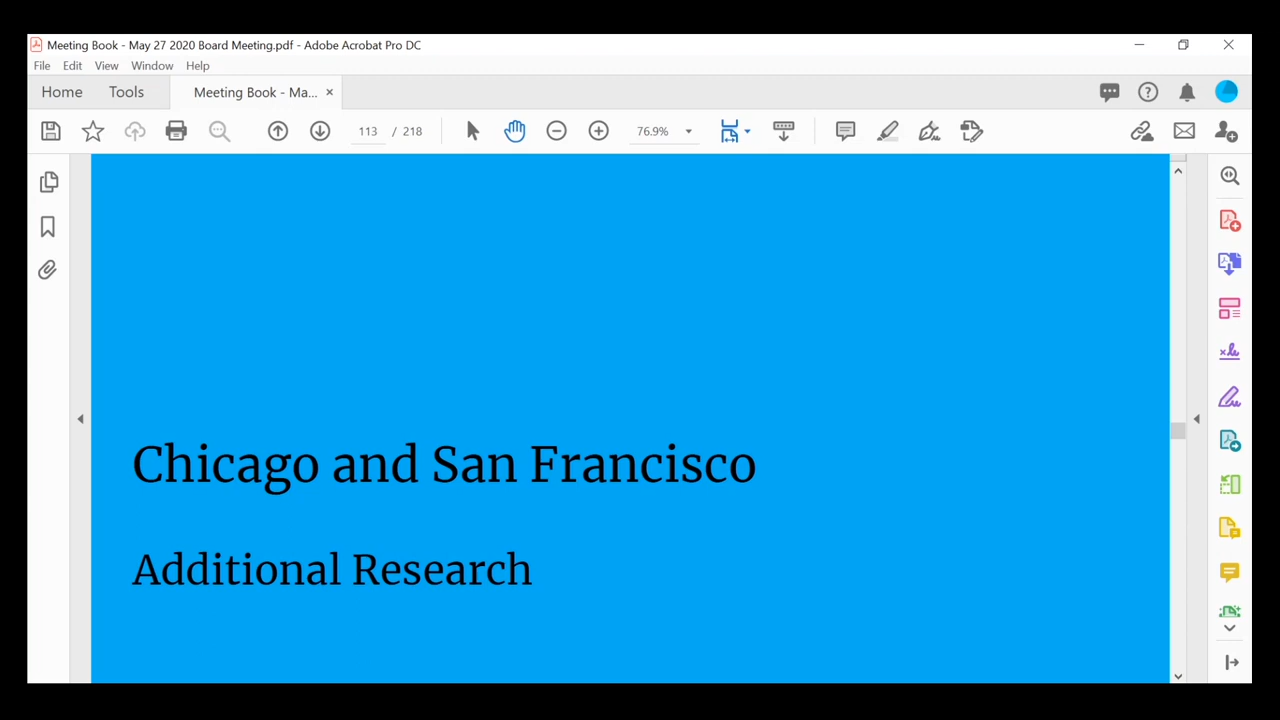 Meeting Book - May 27 2020 Board Meeting.pdf - Adobe Acrobat Pro DC
File Edit View Window Help
Home Tools Meeting Book - Ma... ×
113 / 218 76.9%
Chicago and San Francisco
Additional Research